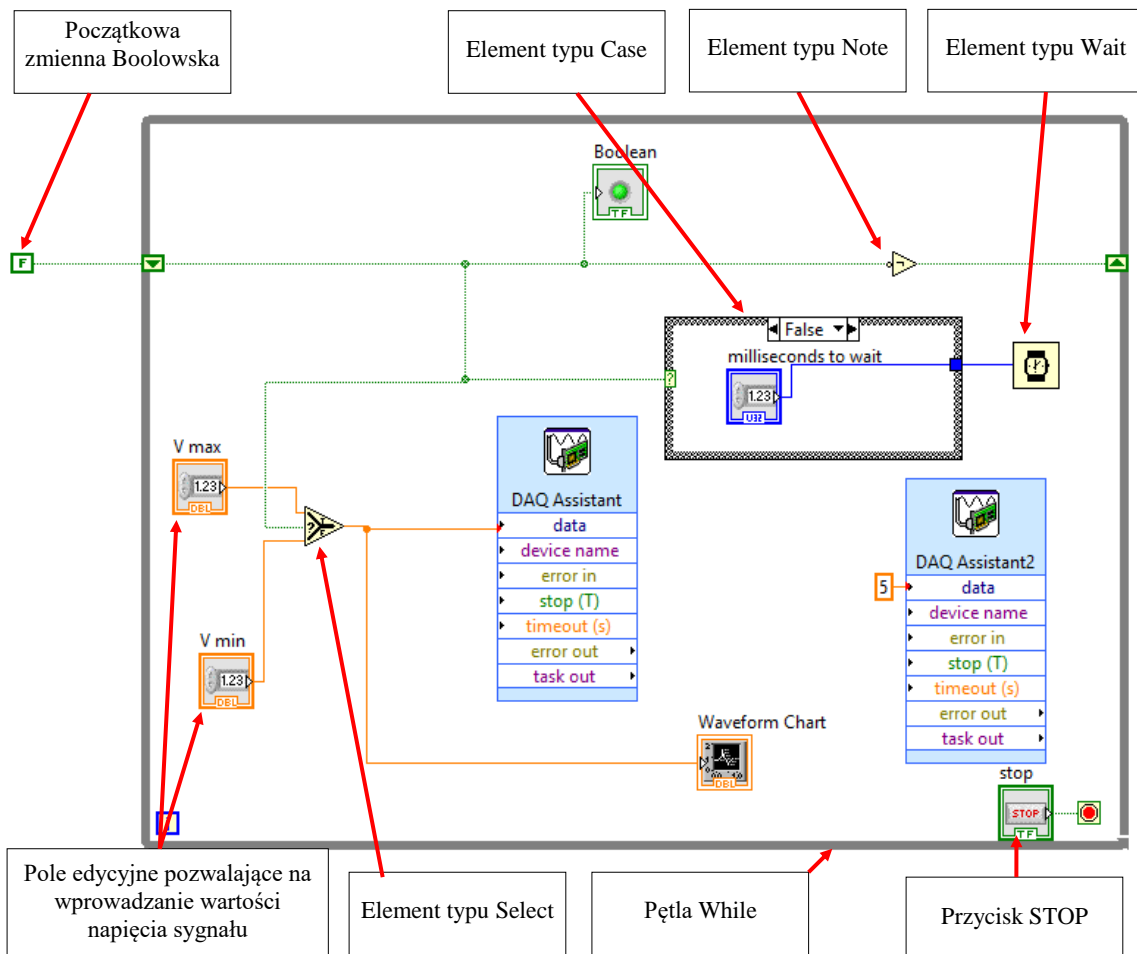 Początkowa
zmienna Boolowska
Element typu Case
Element typu Note
Element typu Wait
Boolean
TF
F
False
milliseconds to wait
1.23
U32
V max
1.23
DBL
?
?
F
DAQ Assistant
data
device name
error in
stop (T)
timeout (s)
error out
task out
DAQ Assistant2
5
data
device name
error in
stop (T)
timeout (s)
error out
task out
V min
1.23
DBL
Waveform Chart
DBL
stop
STOP
TF
Pole edycyjne pozwalające na
wprowadzanie wartości
napięcia sygnału
Element typu Select
Pętla While
Przycisk STOP